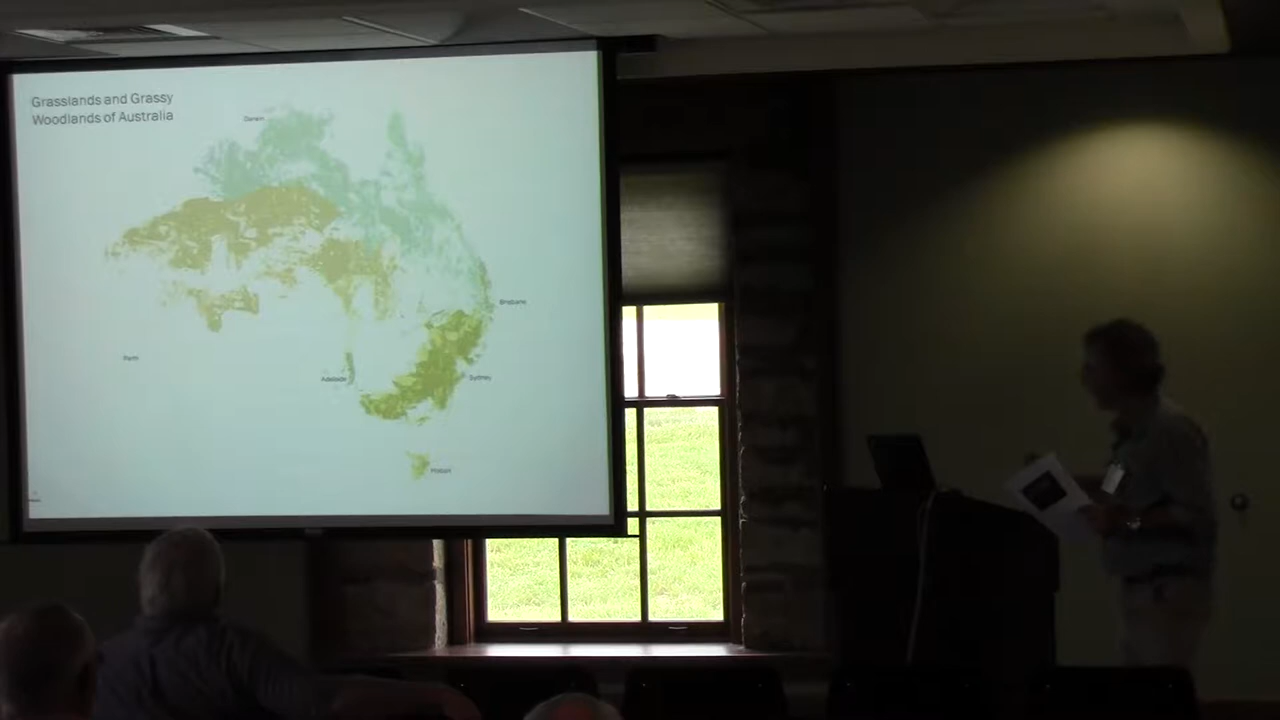 Grasslands and Grassy
Woodlands of Australia
Darwin
Brisbane
Perth
Adelaide
Sydney
Hobart